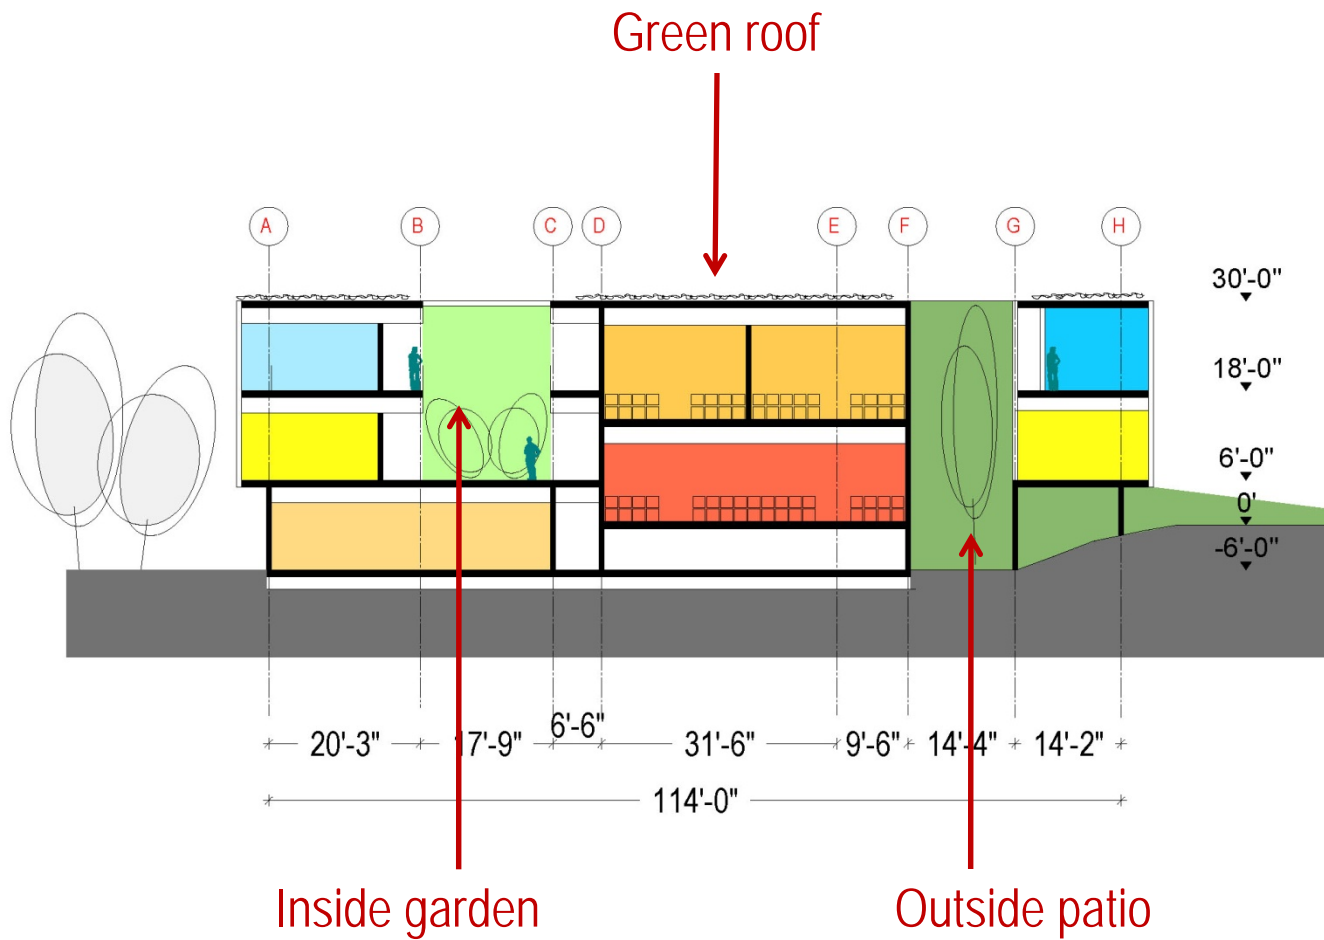 Green roof
A B C D E F G H
30'-0"
18'-0"
6'-0"
0'
-6'-0"
20'-3" 17'-9" 6'-6" 31'-6" 9'-6" 14'-4" 14'-2"
114'-0"
Inside garden Outside patio